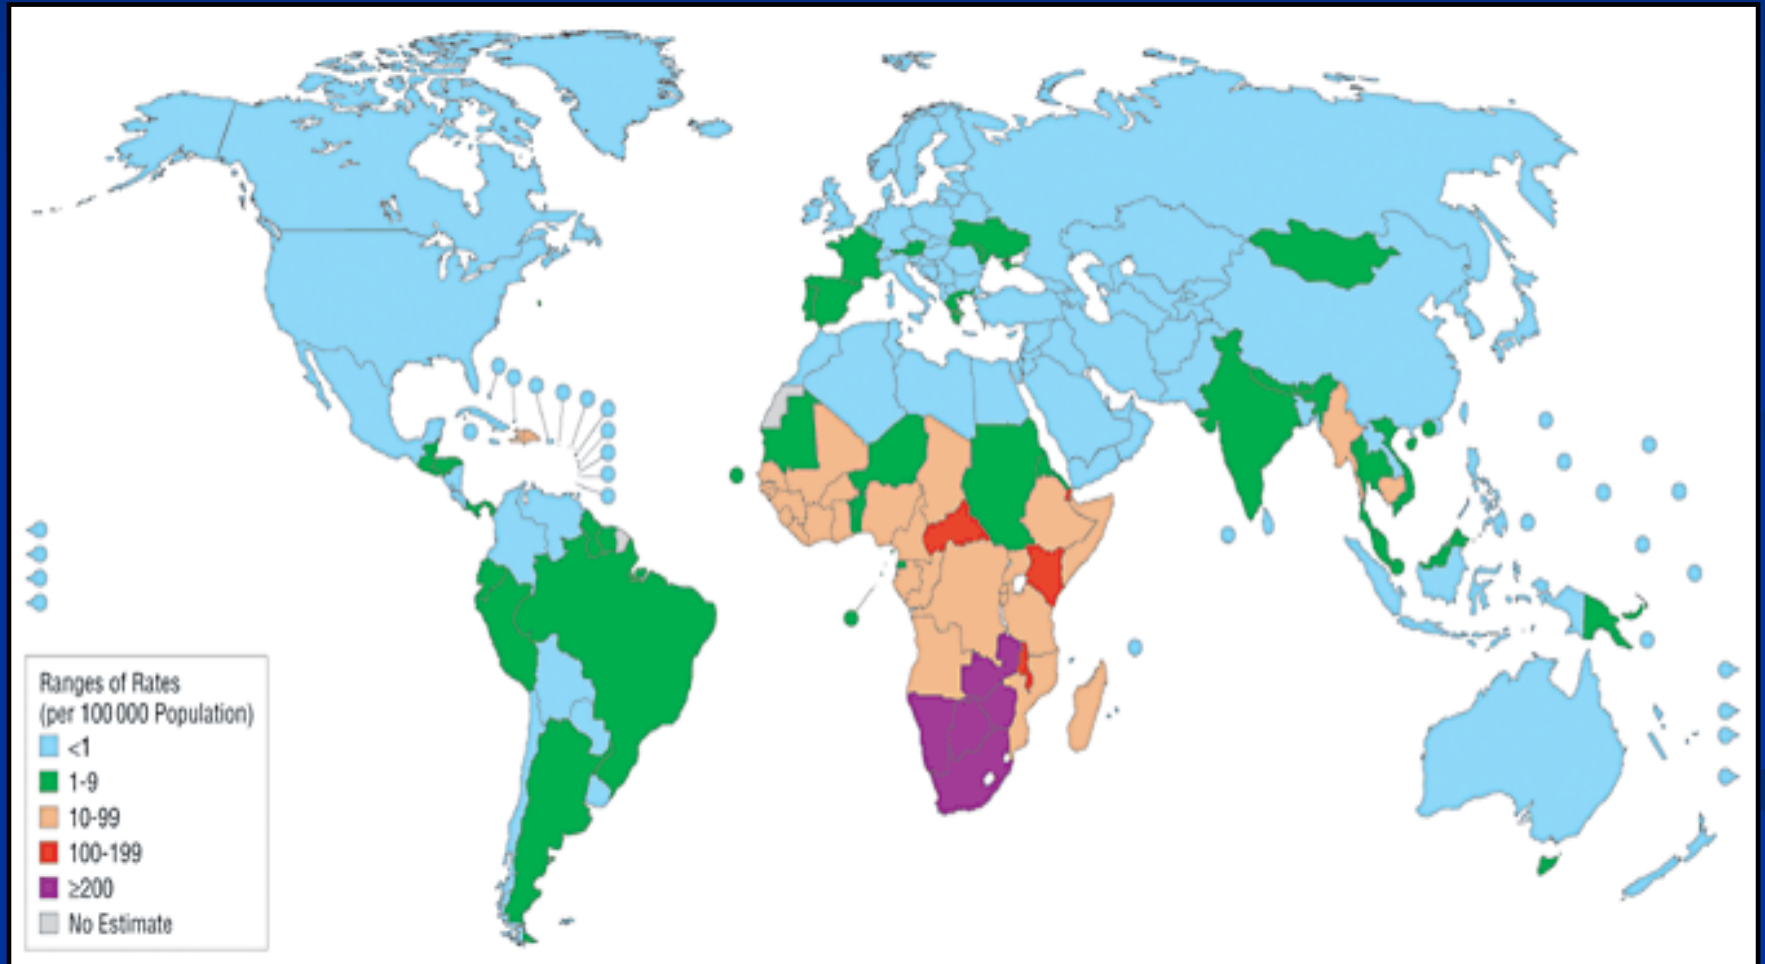 Ranges of Rates
(per 100 000 Population)
<1
1-9
10-99
100-199
≥200
No Estimate